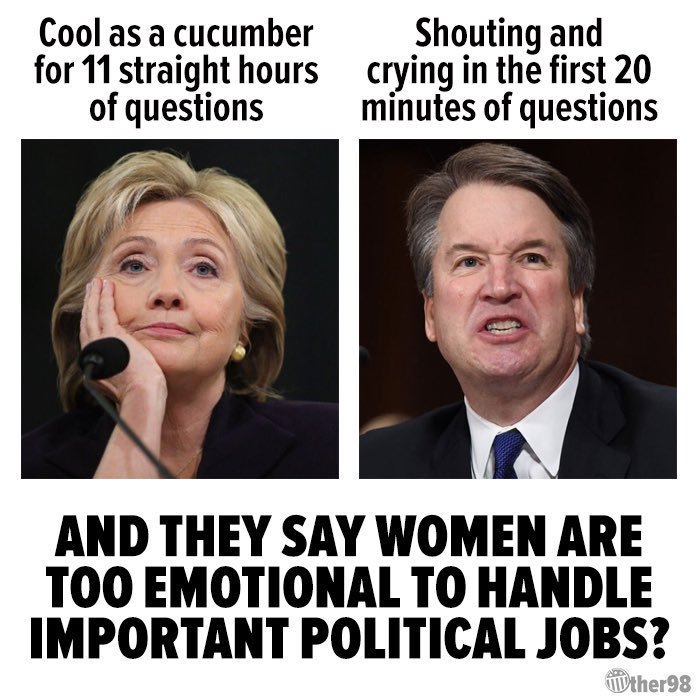 Cool as a cucumber
for 11 straight hours
of questions
Shouting and
crying in the first 20
minutes of questions
AND THEY SAY WOMEN ARE
TOO EMOTIONAL TO HANDLE
IMPORTANT POLITICAL JOBS?
ther98